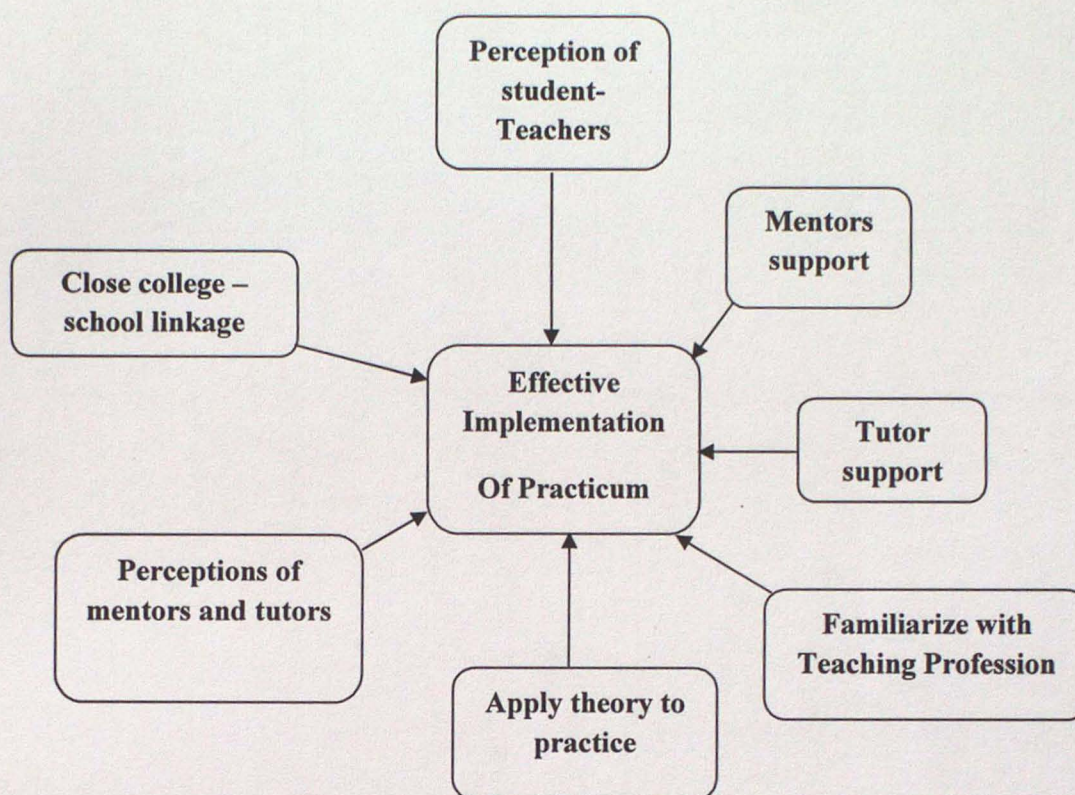 Perception of
student-
Teachers
Mentors
support
Close college –
school linkage
Effective
Implementation
Of Practicum
Tutor
support
Perceptions of
mentors and tutors
Familiarize with
Teaching Profession
Apply theory to
practice